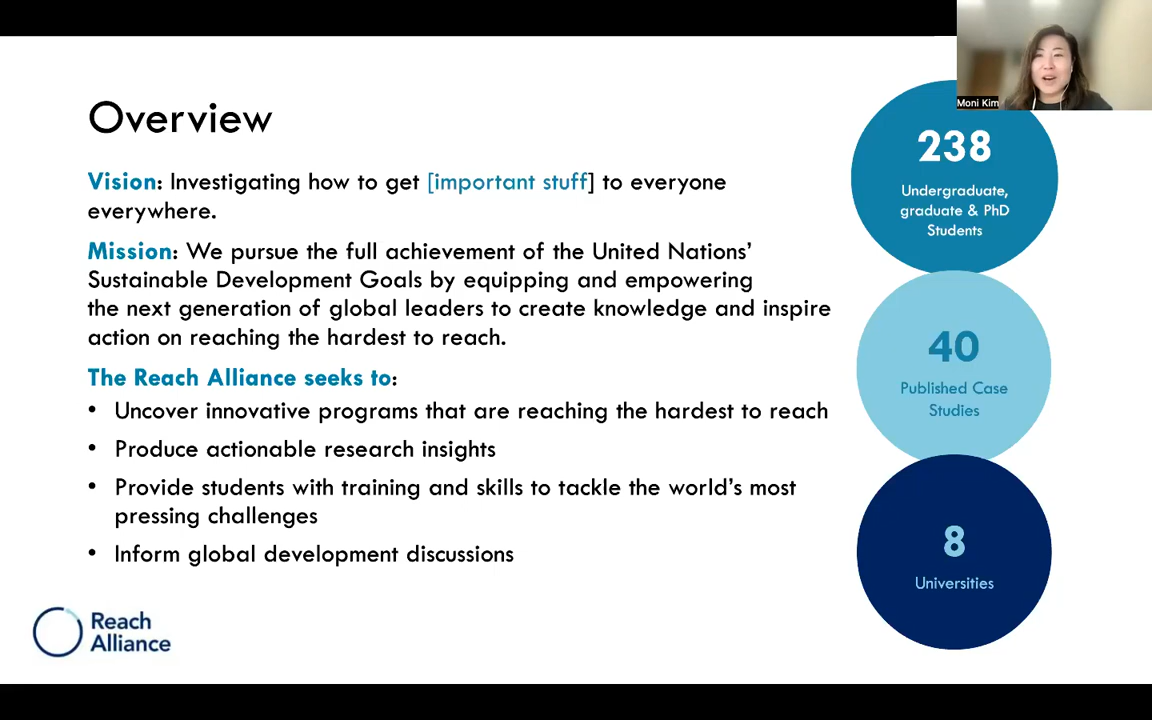 Overview
Vision: Investigating how to get [important stuff] to everyone
everywhere.
Mission: We pursue the full achievement of the United Nations’
Sustainable Development Goals by equipping and empowering
the next generation of global leaders to create knowledge and inspire
action on reaching the hardest to reach.
The Reach Alliance seeks to:
• Uncover innovative programs that are reaching the hardest to reach
• Produce actionable research insights
• Provide students with training and skills to tackle the world’s most
pressing challenges
• Inform global development discussions
Reach
Alliance
Moni Kim
238
Undergraduate,
graduate & PhD
Students
40
Published Case
Studies
8
Universities